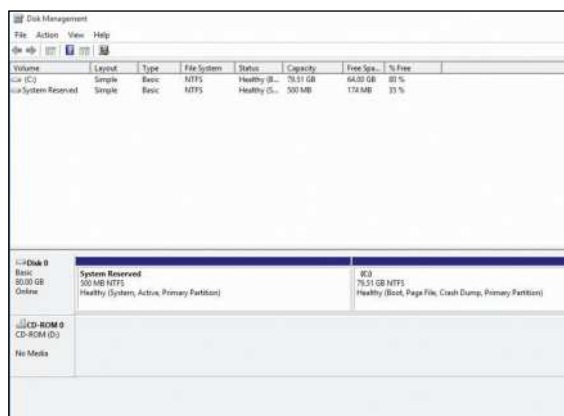 Disk Management
File Action View Help
Volume Layout Type File System Status Capacity Free Spa... % Free
(C:) Simple Basic NTFS Healthy (B... 79.51 GB 64.00 GB 80 %
System Reserved Simple Basic NTFS Healthy (S... 500 MB 174 MB 35 %
Disk 0
Basic
80.00 GB
Online
System Reserved
500 MB NTFS
Healthy (System, Active, Primary Partition)
(C:)
79.51 GB NTFS
Healthy (Boot, Page File, Crash Dump, Primary Partition)
CD-ROM 0
CD-ROM (D:)
No Media